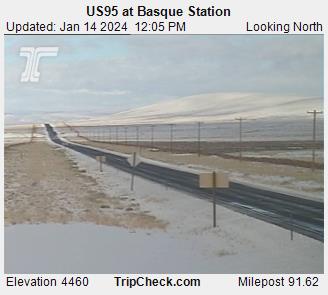 US95 at Basque Station
Updated: Jan 14 2024 12:05 PM Looking North
Elevation 4460 TripCheck.com Milepost 91.62